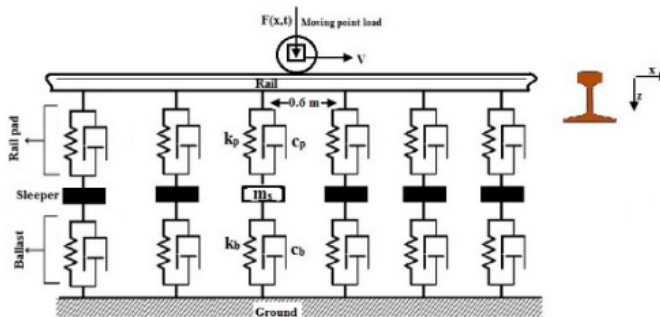 F(x,t) Moving point load
V
Rail
x
0.6 m
z
Rail pad
kp cp
Sleeper
ms
Ballast
kb cb
Ground